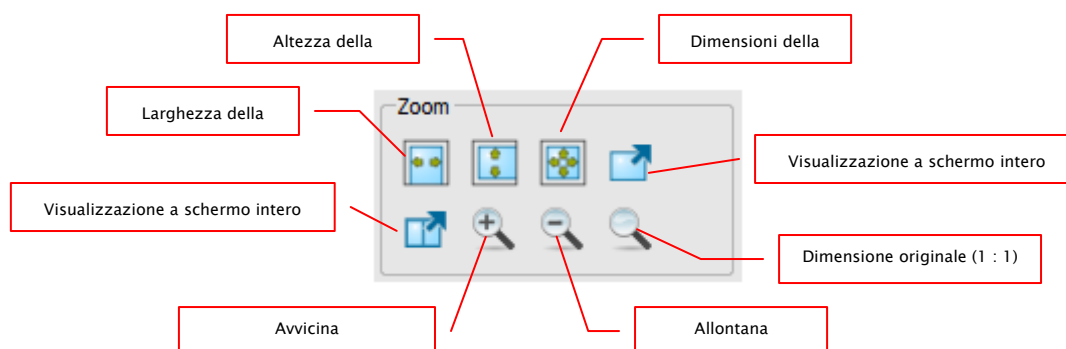 Altezza della
Dimensioni della
Larghezza della
Zoom
Visualizzazione a schermo intero
Visualizzazione a schermo intero
Dimensione originale (1 : 1)
Avvicina
Allontana